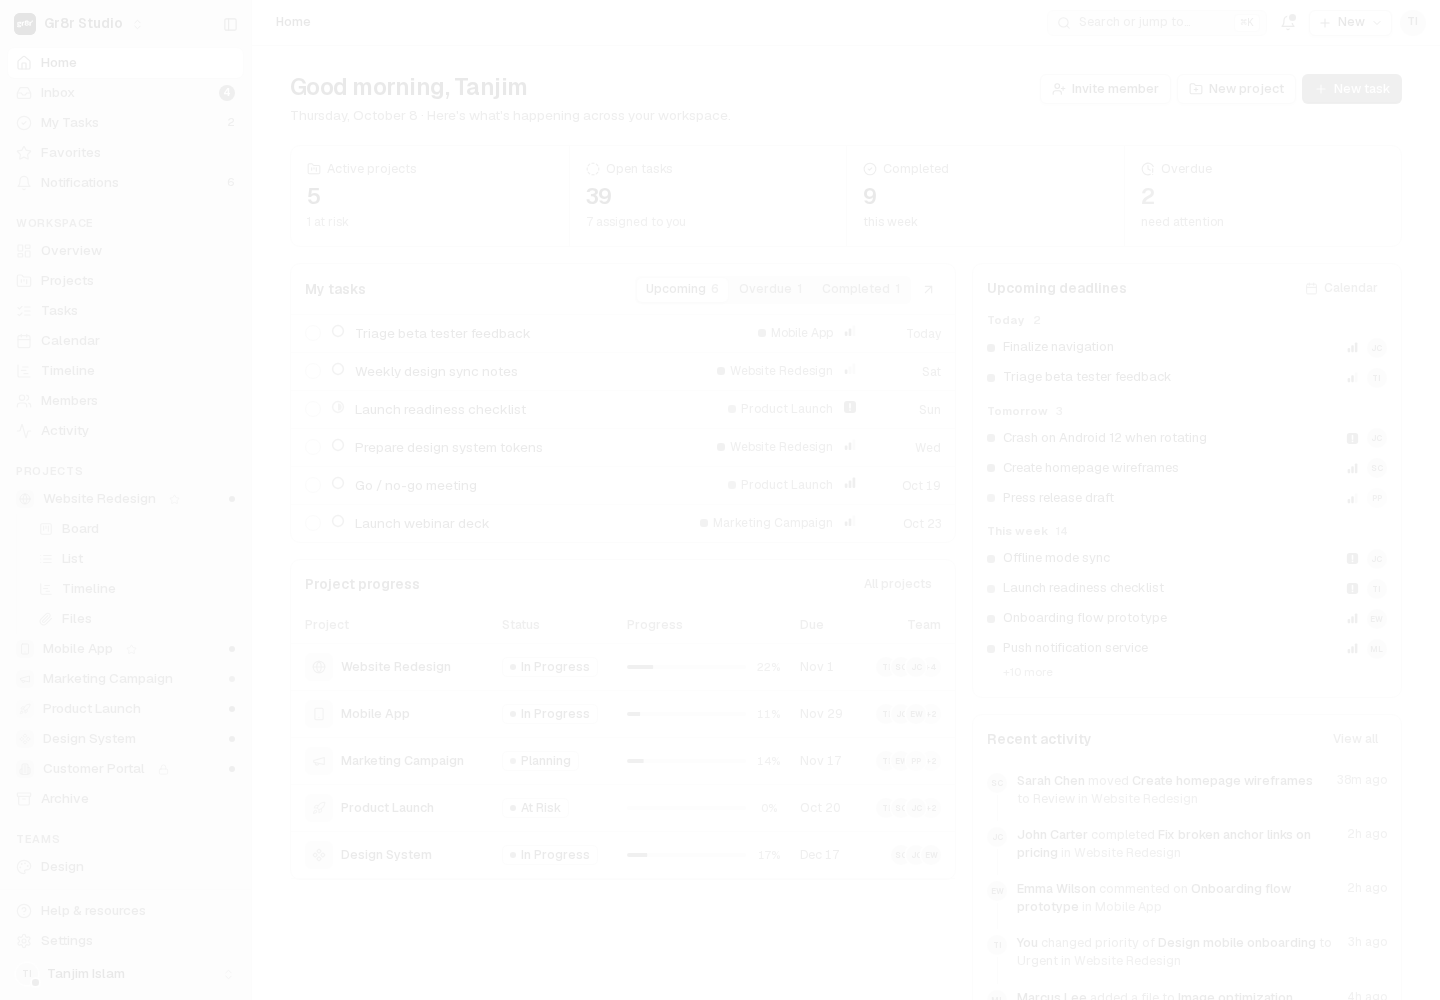 Gr8r Studio
Home
Inbox 4
My Tasks 2
Favorites
Notifications 6
WORKSPACE
Overview
Projects
Tasks
Calendar
Timeline
Members
Activity
PROJECTS
Website Redesign
Board
List
Timeline
Files
Mobile App
Marketing Campaign
Product Launch
Design System
Customer Portal
Archive
TEAMS
Design
Help & resources
Settings
TI Tanjim Islam
Home
Search or jump to... ⌘K
New
TI
Good morning, Tanjim
Thursday, October 8 · Here's what's happening across your workspace.
Invite member
New project
New task
Active projects
5
1 at risk
Open tasks
39
7 assigned to you
Completed
9
this week
Overdue
2
need attention
My tasks
Upcoming 6 Overdue 1 Completed 1
Triage beta tester feedback Mobile App Today
Weekly design sync notes Website Redesign Sat
Launch readiness checklist Product Launch Sun
Prepare design system tokens Website Redesign Wed
Go / no-go meeting Product Launch Oct 19
Launch webinar deck Marketing Campaign Oct 23
Project progress All projects
Project Status Progress Due Team
Website Redesign In Progress 22% Nov 1
Mobile App In Progress 11% Nov 29
Marketing Campaign Planning 14% Nov 17
Product Launch At Risk 0% Oct 20
Design System In Progress 17% Dec 17
Upcoming deadlines Calendar
Today 2
Finalize navigation JC
Triage beta tester feedback TI
Tomorrow 3
Crash on Android 12 when rotating JC
Create homepage wireframes SC
Press release draft PP
This week 14
Offline mode sync JC
Launch readiness checklist TI
Onboarding flow prototype EW
Push notification service ML
+10 more
Recent activity View all
SC Sarah Chen moved Create homepage wireframes 38m ago
to Review in Website Redesign
JC John Carter completed Fix broken anchor links on 2h ago
pricing in Website Redesign
EW Emma Wilson commented on Onboarding flow 2h ago
prototype in Mobile App
TI You changed priority of Design mobile onboarding to 3h ago
Urgent in Website Redesign
Marcus Lee added a file to Image optimization 4h ago